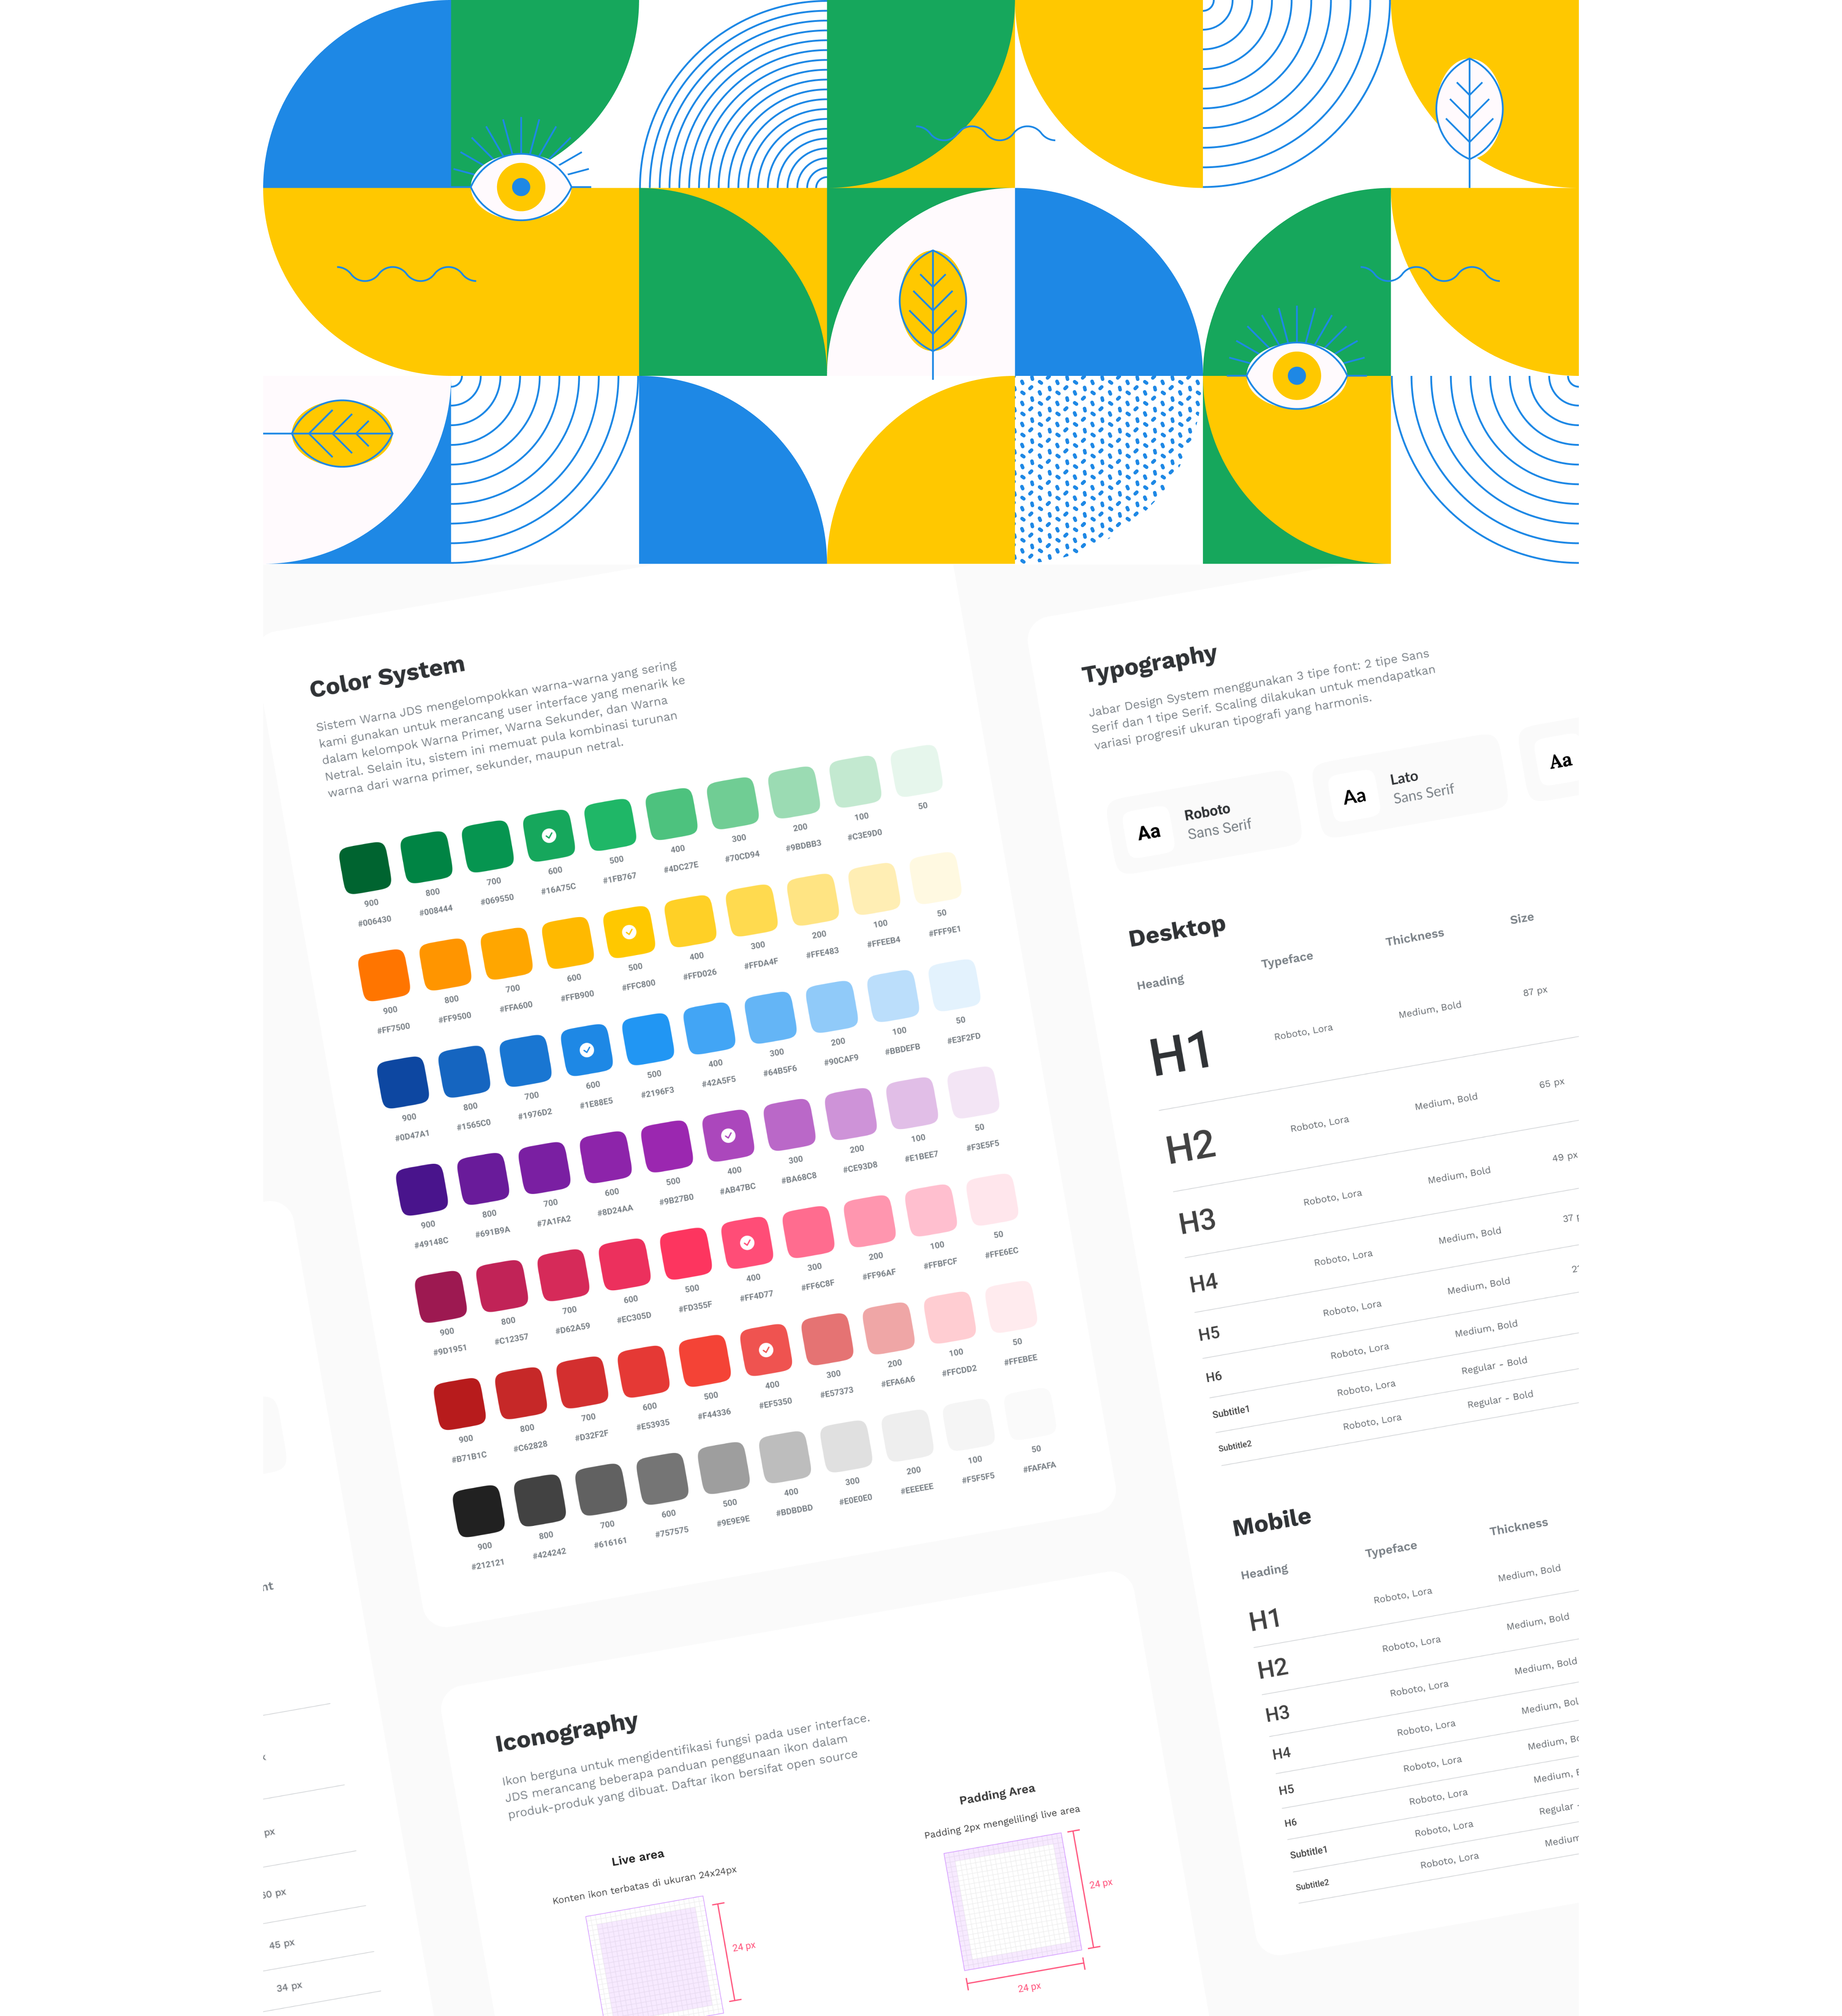 Color System
Sistem Warna JDS mengelompokkan warna-warna yang sering
kami gunakan untuk merancang user interface yang menarik ke
dalam kelompok Warna Primer, Warna Sekunder, dan Warna
Netral. Selain itu, sistem ini memuat pula kombinasi turunan
warna dari warna primer, sekunder, maupun netral.
900 800 700 600 500 400 300 200 100 50
#006430 #008444 #069550 #16A75C #1FB767 #4DC27E #70CD94 #9BDBB3 #C3E9D0
900 800 700 600 500 400 300 200 100 50
#FF7500 #FF9500 #FFA600 #FFB900 #FFC800 #FFD026 #FFDA4F #FFE483 #FFEEB4 #FFF9E1
900 800 700 600 500 400 300 200 100 50
#0D47A1 #1565C0 #1976D2 #1E88E5 #2196F3 #42A5F5 #64B5F6 #90CAF9 #BBDEFB #E3F2FD
900 800 700 600 500 400 300 200 100 50
#49148C #691B9A #7A1FA2 #8D24AA #9B27B0 #AB47BC #BA68C8 #CE93D8 #E1BEE7 #F3E5F5
900 800 700 600 500 400 300 200 100 50
#9D1951 #C12357 #D62A59 #EC305D #FD355F #FF4D77 #FF6C8F #FF96AF #FFBFCF #FFE6EC
900 800 700 600 500 400 300 200 100 50
#B71B1C #C62828 #D32F2F #E53935 #F44336 #EF5350 #E57373 #EFA6A6 #FFCDD2 #FFEBEE
900 800 700 600 500 400 300 200 100 50
#212121 #424242 #616161 #757575 #9E9E9E #BDBDBD #E0E0E0 #EEEEEE #F5F5F5 #FAFAFA
Typography
Jabar Design System menggunakan 3 tipe font: 2 tipe Sans
Serif dan 1 tipe Serif. Scaling dilakukan untuk mendapatkan
variasi progresif ukuran tipografi yang harmonis.
Aa Roboto
Sans Serif
Aa Lato
Sans Serif
Aa
Desktop
Heading Typeface Thickness Size
H1 Roboto, Lora Medium, Bold 87 px
H2 Roboto, Lora Medium, Bold 65 px
H3 Roboto, Lora Medium, Bold 49 px
H4 Roboto, Lora Medium, Bold 37
H5 Roboto, Lora Medium, Bold
H6 Roboto, Lora Medium, Bold
Subtitle1 Roboto, Lora Regular - Bold
Subtitle2 Roboto, Lora Regular - Bold
Mobile
Heading Typeface Thickness
H1 Roboto, Lora Medium, Bold
H2 Roboto, Lora Medium, Bold
H3 Roboto, Lora Medium, Bold
H4 Roboto, Lora Medium,
H5 Roboto, Lora Medium,
H6 Roboto, Lora Medium,
Subtitle1 Roboto, Lora Regular -
Subtitle2 Roboto, Lora Medium
Iconography
Ikon berguna untuk mengidentifikasi fungsi pada user interface.
JDS merancang beberapa panduan penggunaan ikon dalam
produk-produk yang dibuat. Daftar ikon bersifat open source
Live area
Konten ikon terbatas di ukuran 24x24px
24 px
Padding Area
Padding 2px mengelilingi live area
24 px
24 px
px
px
45 px
34 px